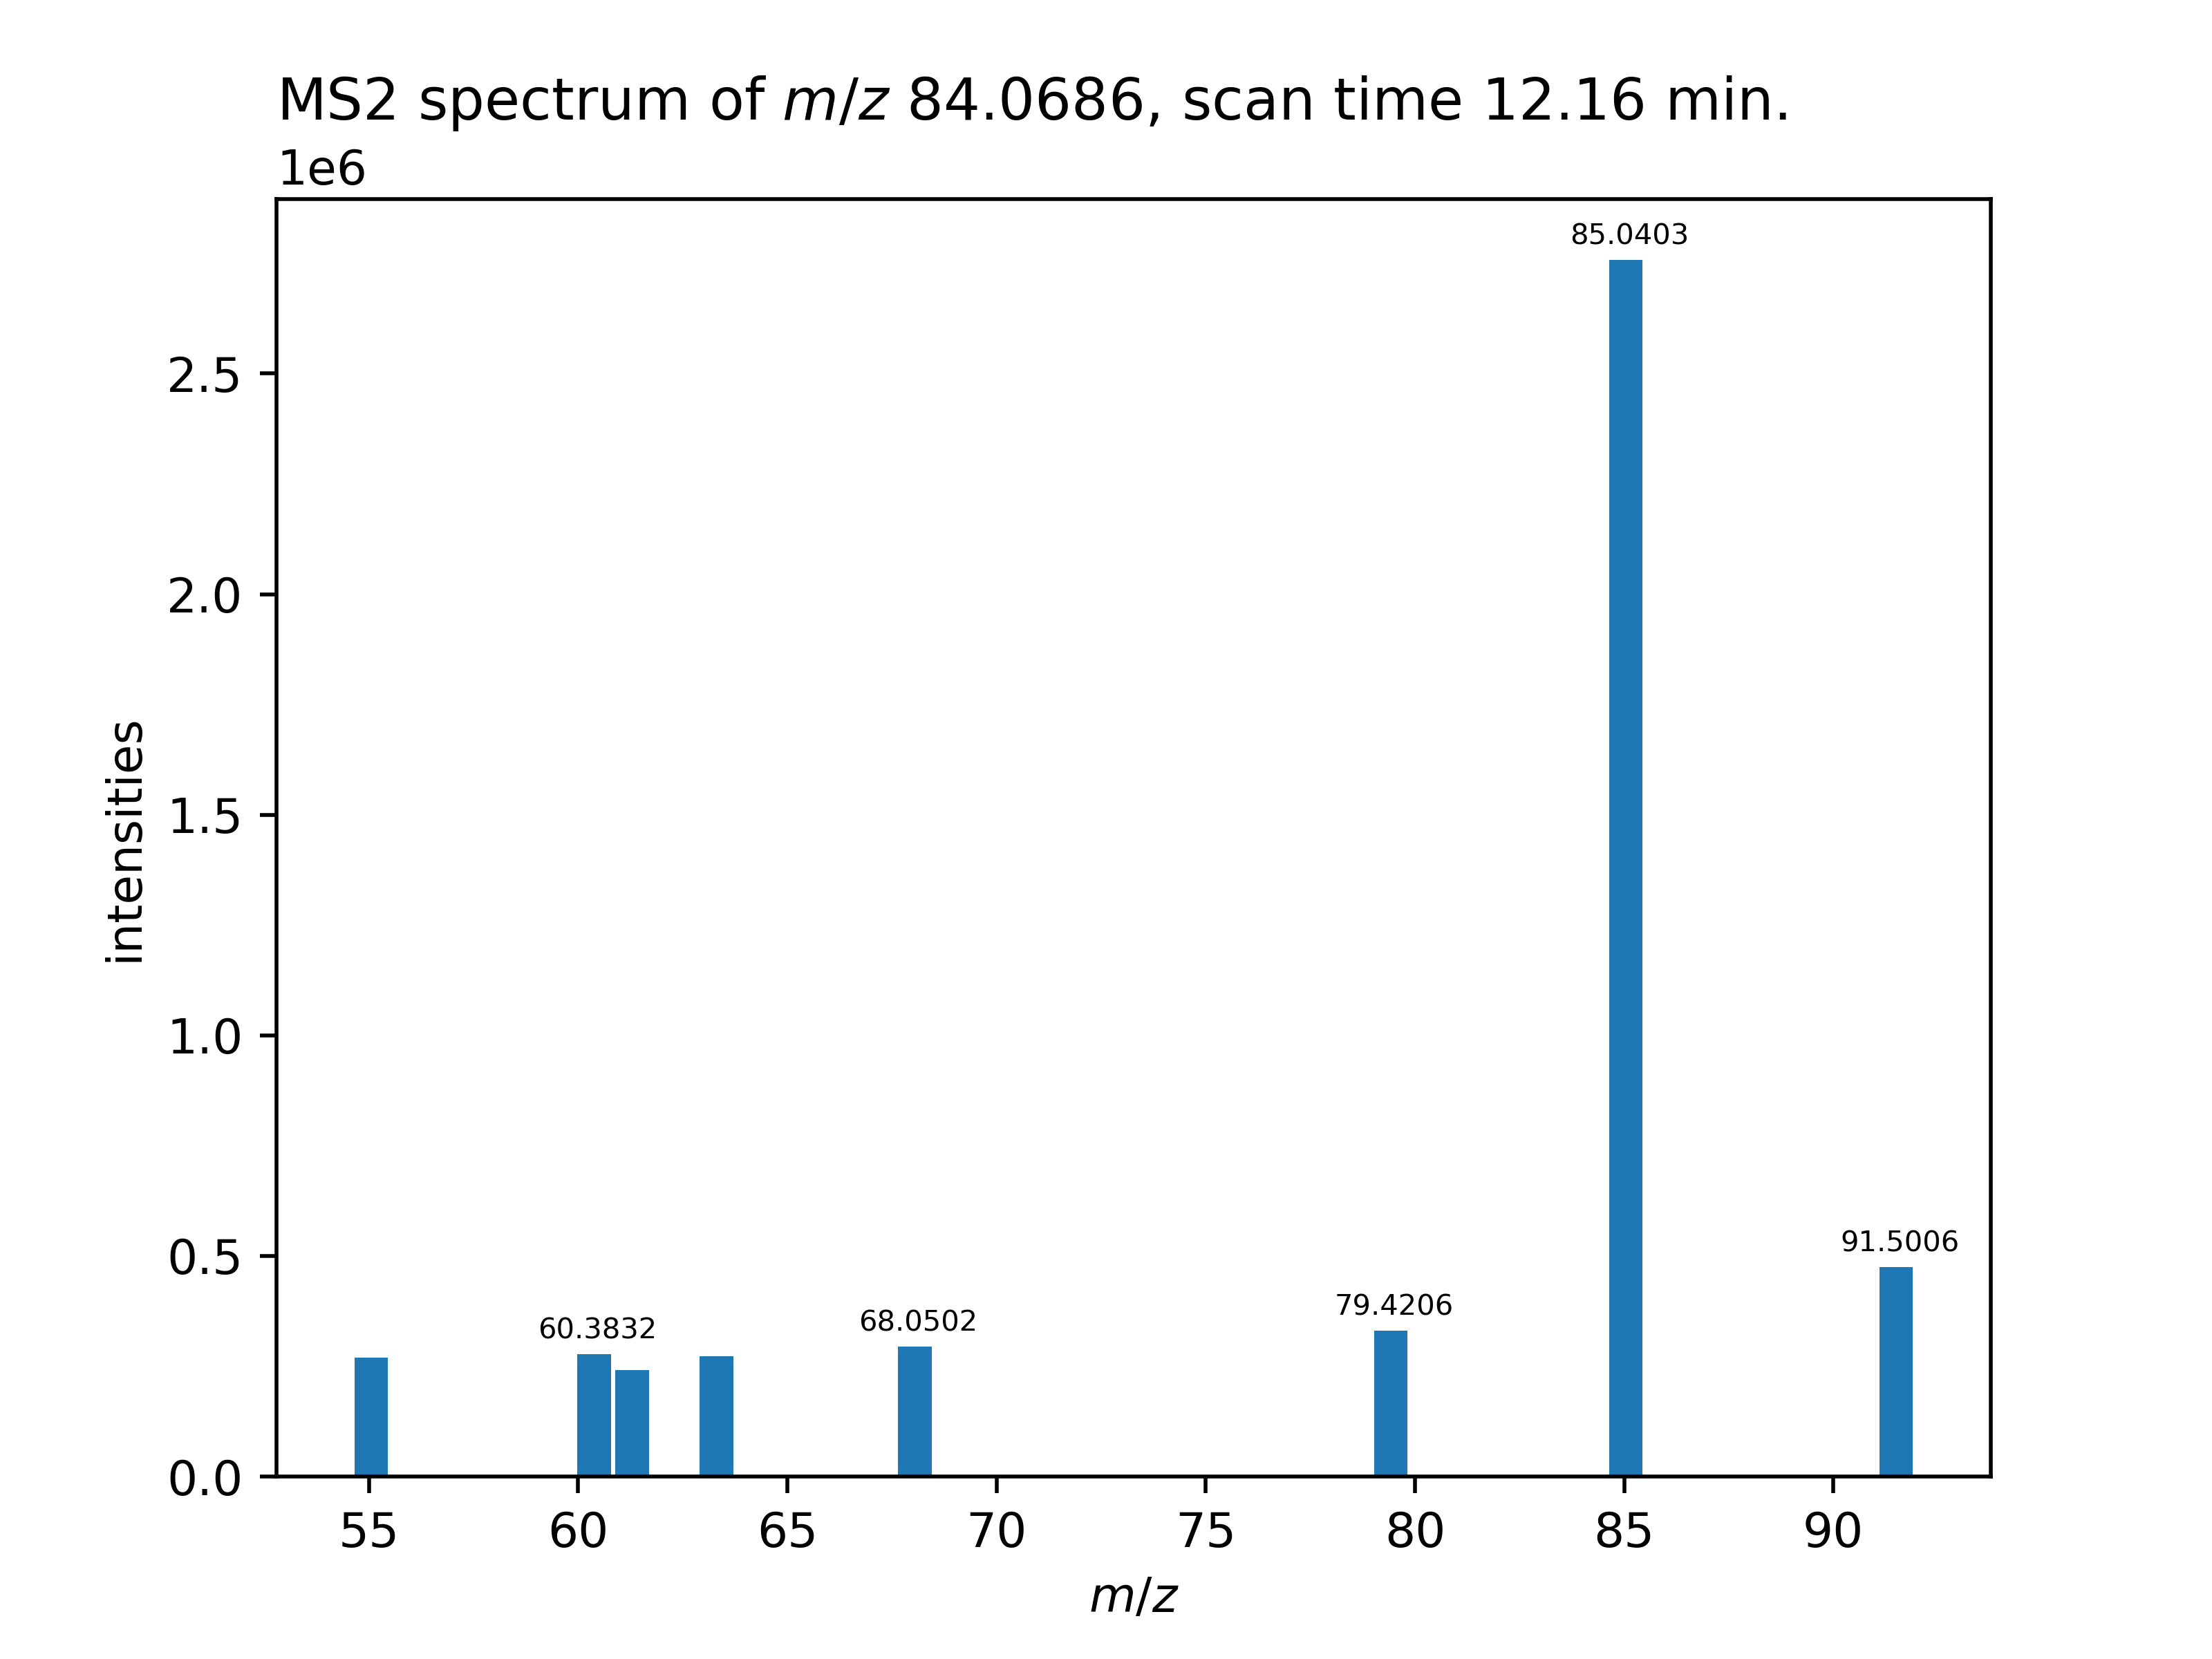 MS2 spectrum of m/z 84.0686, scan time 12.16 min.
1e6
85.0403
2.5
2.0
intensities
1.5
1.0
91.5006
0.5
79.4206
68.0502
60.3832
0.0
55 60 65 70 75 80 85 90
m/z